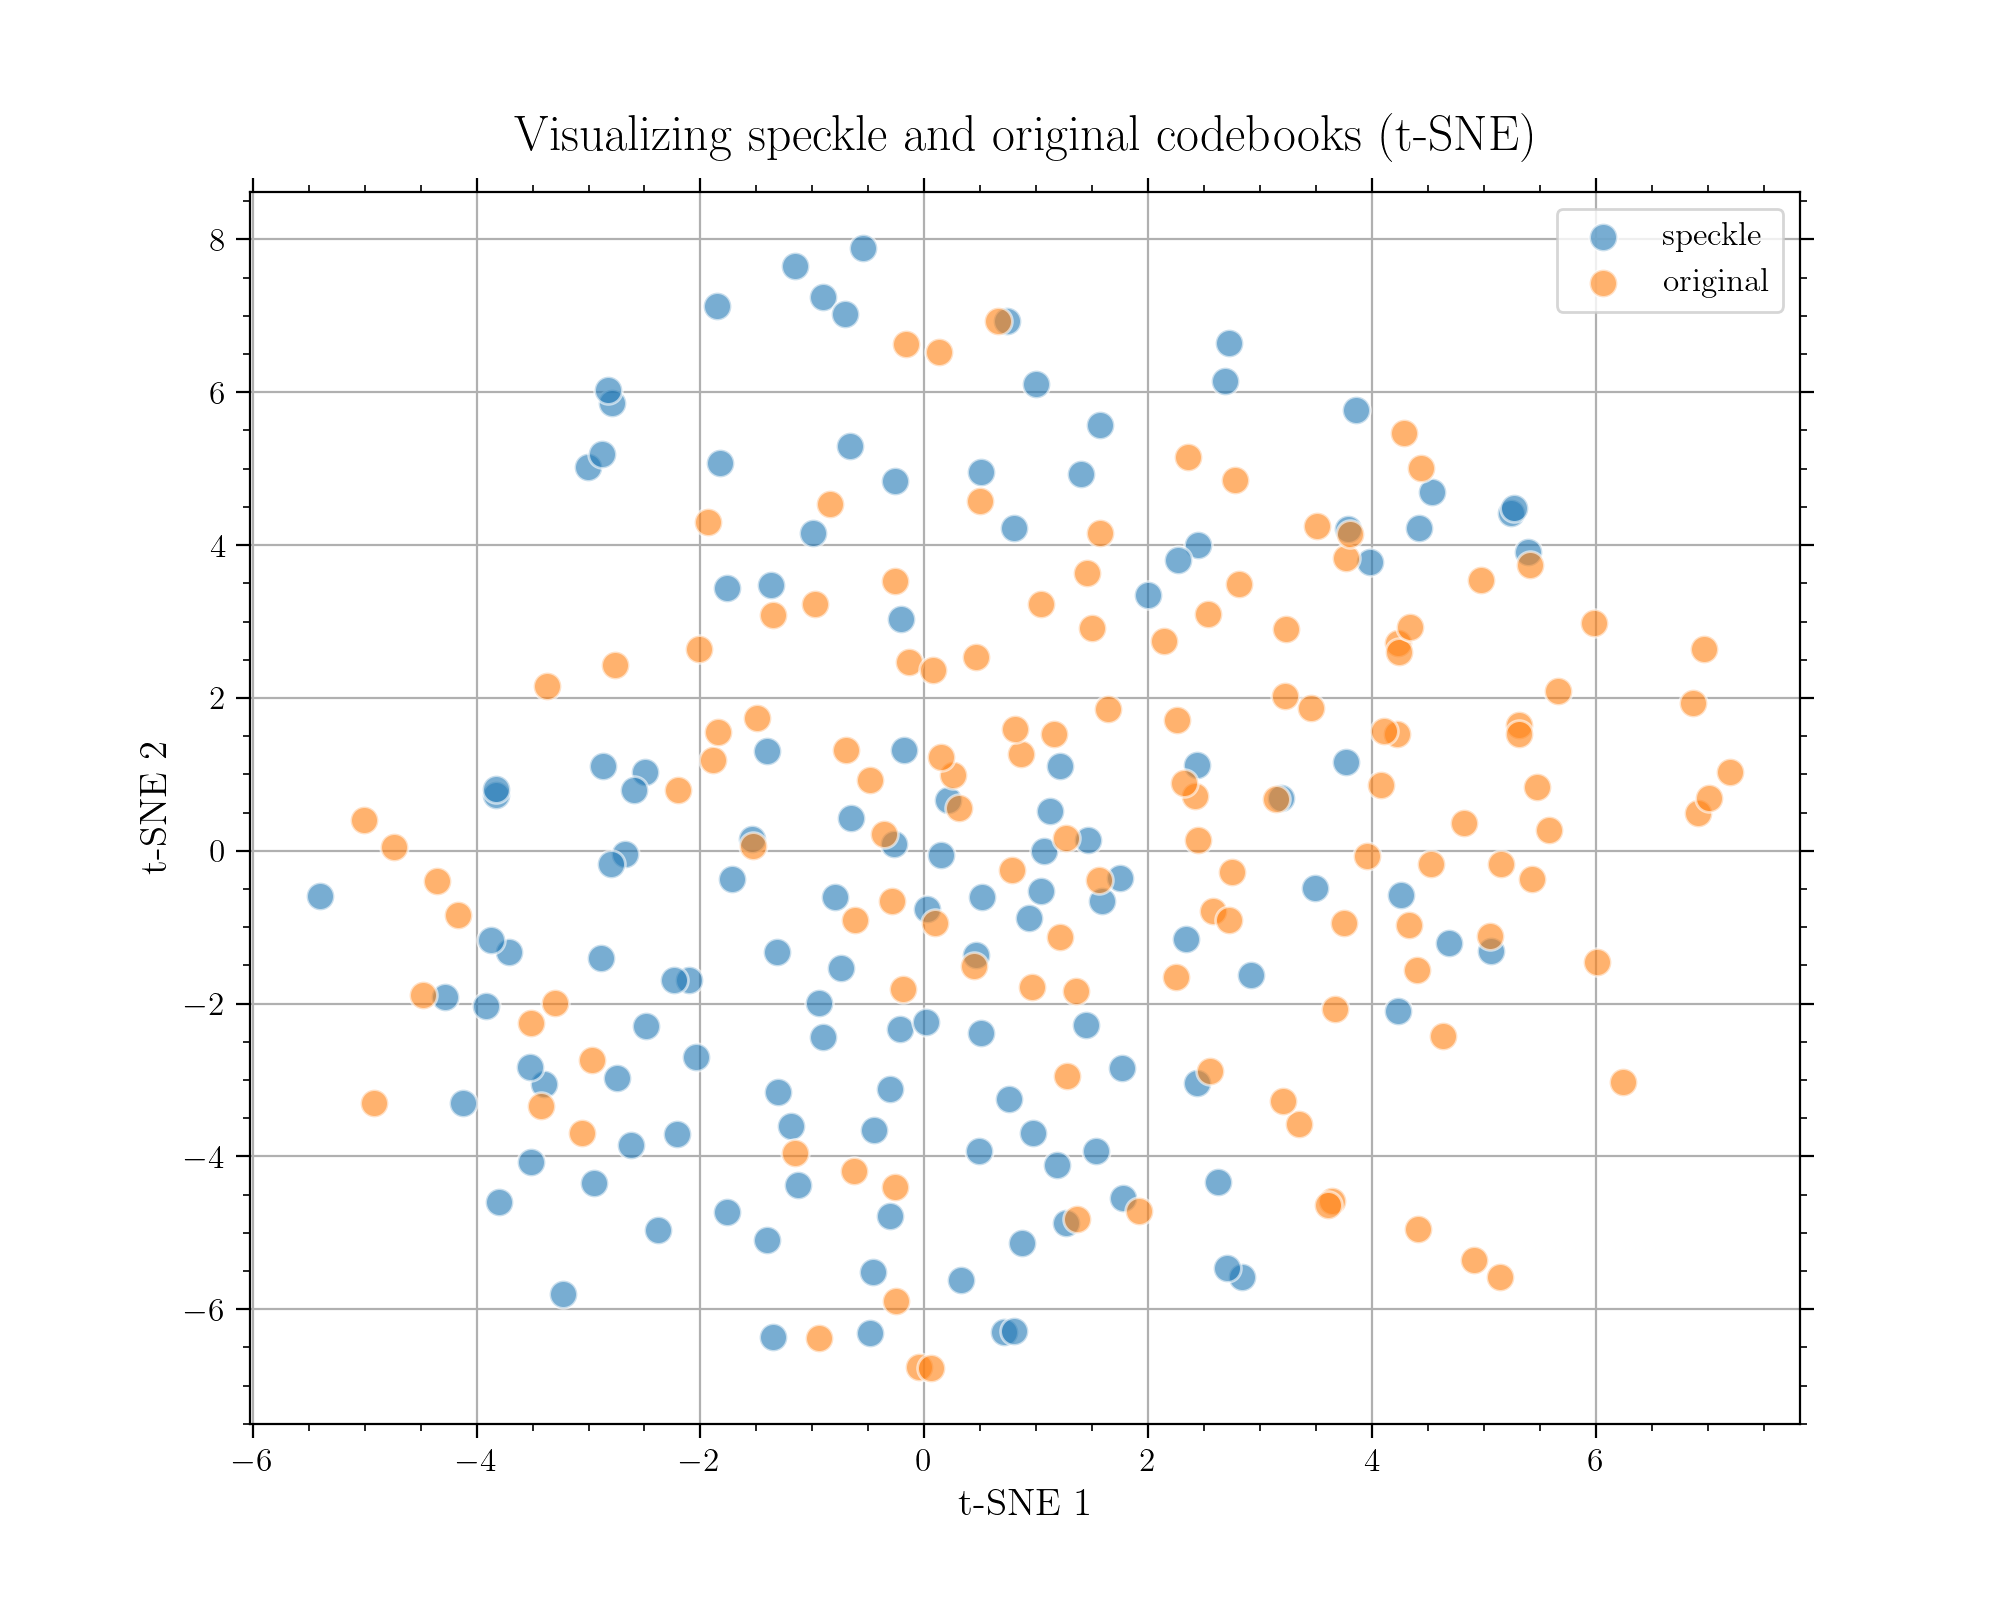 Visualizing speckle and original codebooks (t-SNE)
speckle
original
8
6
4
2
0
−2
−4
−6
t-SNE 2
−6 −4 −2 0 2 4 6
t-SNE 1